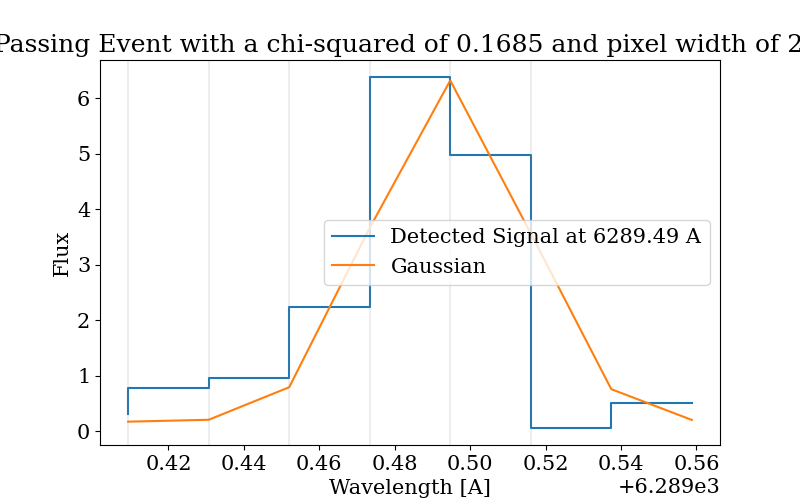 Passing Event with a chi-squared of 0.1685 and pixel width of 2
6
5
4
3
2
1
0
Flux
Detected Signal at 6289.49 A
Gaussian
0.42 0.44 0.46 0.48 0.50 0.52 0.54 0.56
Wavelength [A]
+6.289e3